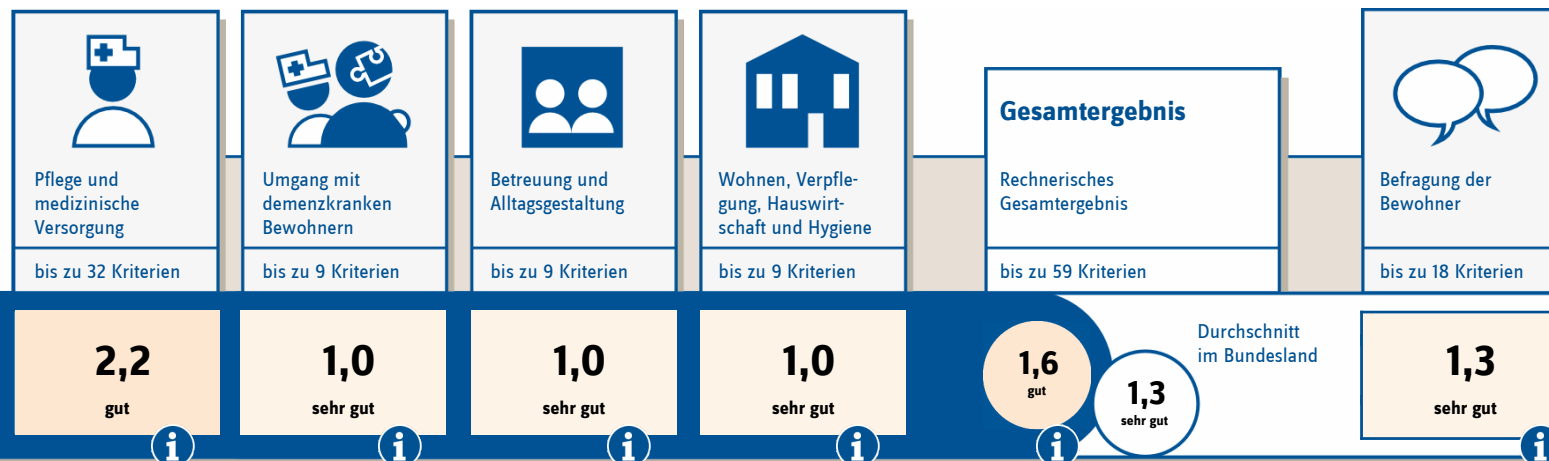 Pflege und
medizinische
Versorgung
bis zu 32 Kriterien
2,2
gut
i
Umgang mit
demenzkranken
Bewohnern
bis zu 9 Kriterien
1,0
sehr gut
i
Betreuung und
Alltagsgestaltung
bis zu 9 Kriterien
1,0
sehr gut
i
Wohnen, Verpfle-
gung, Hauswirt-
schaft und Hygiene
bis zu 9 Kriterien
1,0
sehr gut
i
Gesamtergebnis
Rechnerisches
Gesamtergebnis
bis zu 59 Kriterien
1,6
gut
i
1,3
sehr gut
Durchschnitt
im Bundesland
Befragung der
Bewohner
bis zu 18 Kriterien
1,3
sehr gut
i